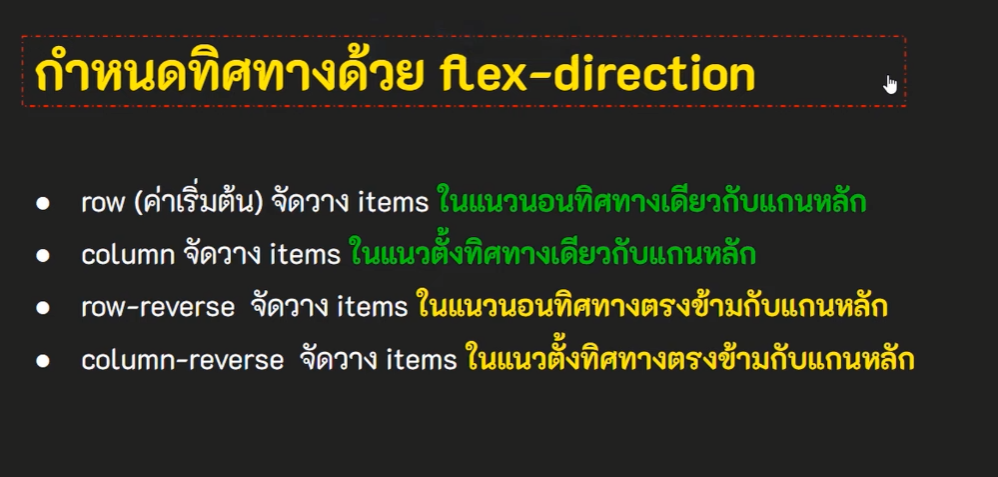 กำหนดทิศทางด้วย flex-direction
● row (ค่าเริ่มต้น) จัดวาง items ในแนวนอนทิศทางเดียวกับแกนหลัก
● column จัดวาง items ในแนวตั้งทิศทางเดียวกับแกนหลัก
● row-reverse จัดวาง items ในแนวนอนทิศทางตรงข้ามกับแกนหลัก
● column-reverse จัดวาง items ในแนวตั้งทิศทางตรงข้ามกับแกนหลัก